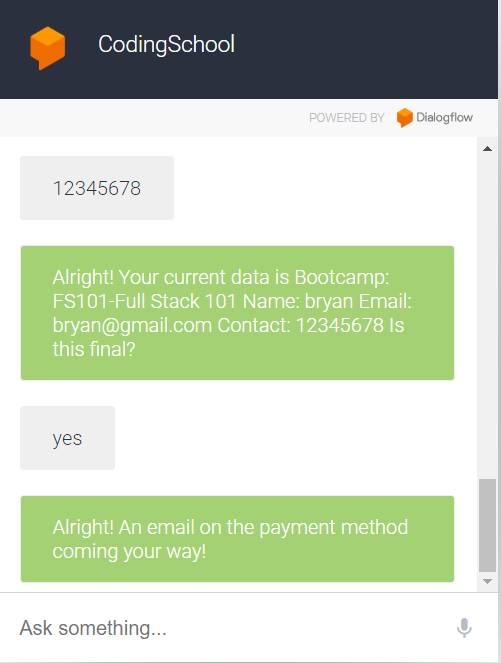 CodingSchool
POWERED BY Dialogflow
12345678
Alright! Your current data is Bootcamp:
FS101-Full Stack 101 Name: bryan Email:
bryan@gmail.com Contact: 12345678 Is
this final?
yes
Alright! An email on the payment method
coming your way!
Ask something...